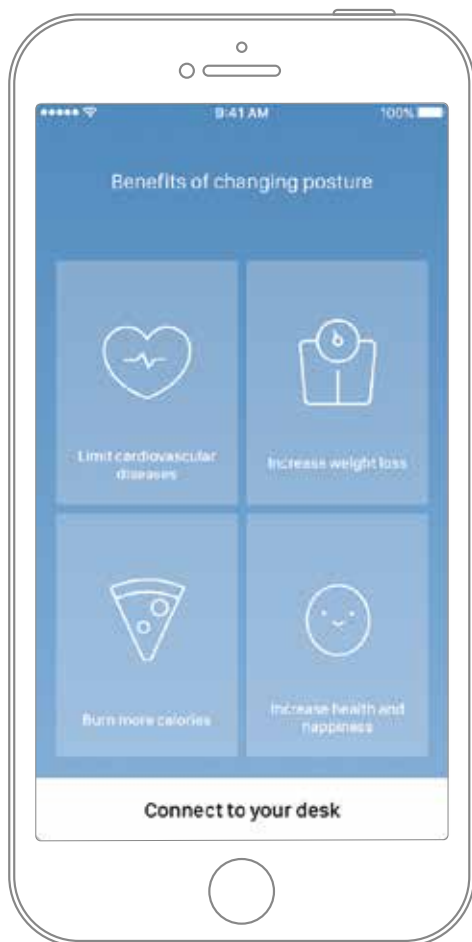 9:41 AM
100%
Benefits of changing posture
Limit cardiovascular
diseases
Increase weight loss
Burn more calories
Increase health and
happiness
Connect to your desk